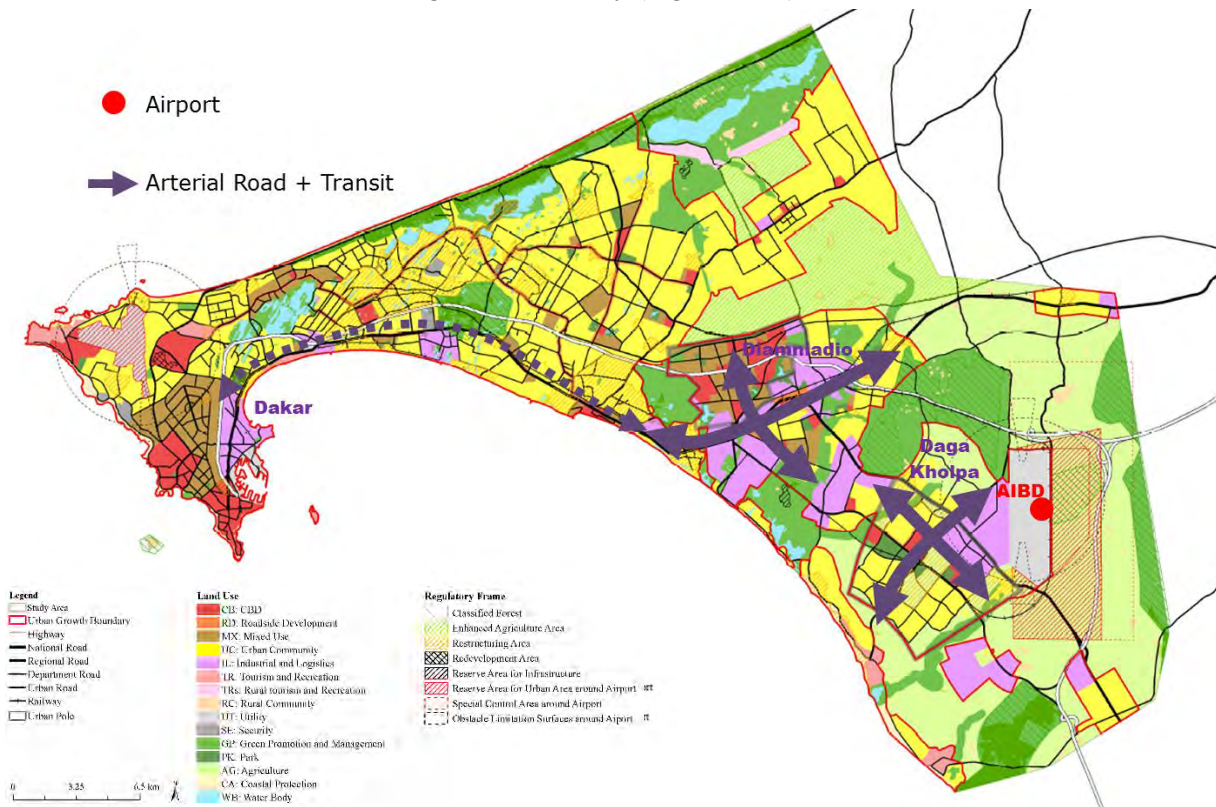 Airport
Arterial Road + Transit
Diamniadio
Dakar
Daga
Kholpa
AIBD
Legend
Study Area
Urban Growth Boundary
Highway
National Road
Regional Road
Department Road
Urban Road
Railway
Urban Pole
0 3.25 6.5 km
Land Use
CB: CBD
RD: Roadside Development
MX: Mixed Use
UC: Urban Community
IL: Industrial and Logistics
TR: Tourism and Recreation
TRs: Rural tourism and Recreation
RC: Rural Community
UT: Utility
SE: Security
GP: Green Promotion and Management
PK: Park
AG: Agriculture
CA: Coastal Protection
WB: Water Body
Regulatory Frame
Classified Forest
Enhanced Agriculture Area
Restructuring Area
Redevelopment Area
Reserve Area for Infrastructure
Reserve Area for Urban Area around Airport
Special Control Area around Airport
Obstacle Limitation Surfaces around Aiport